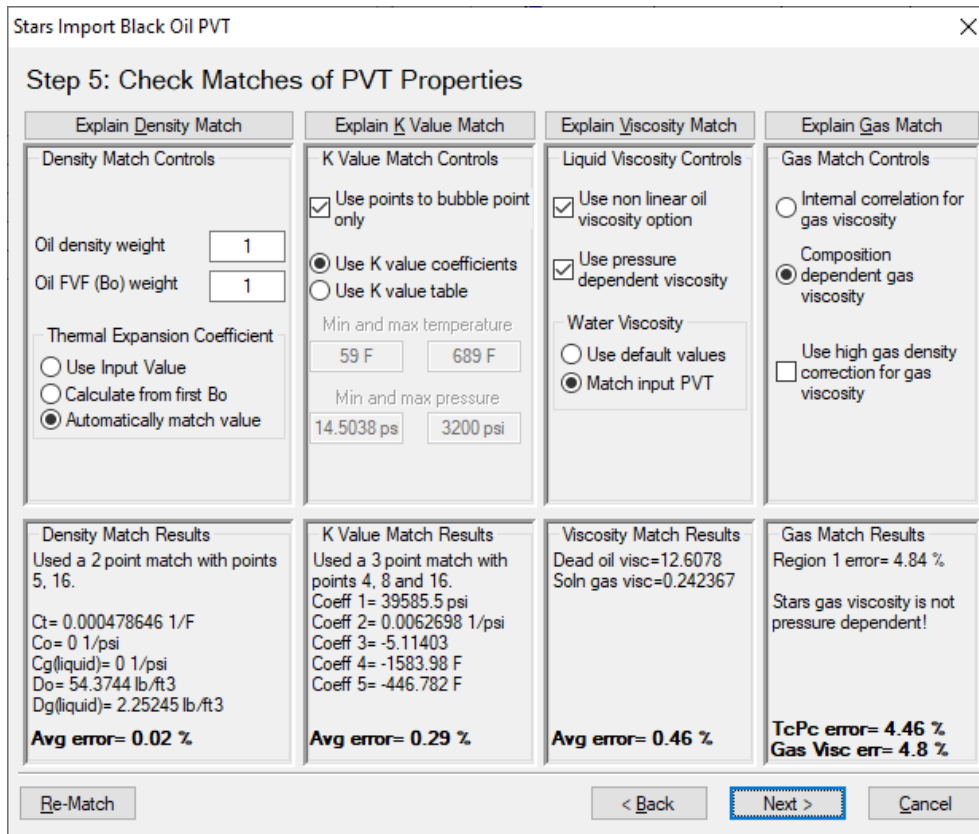 Stars Import Black Oil PVT
Step 5: Check Matches of PVT Properties
Explain Density Match
Explain K Value Match
Explain Viscosity Match
Explain Gas Match
Density Match Controls
Oil density weight 1
Oil FVF (Bo) weight 1
Thermal Expansion Coefficient
Use Input Value
Calculate from first Bo
Automatically match value
K Value Match Controls
Use points to bubble point
only
Use K value coefficients
Use K value table
Min and max temperature
59 F 689 F
Min and max pressure
14.5038 ps 3200 psi
Liquid Viscosity Controls
Use non linear oil
viscosity option
Use pressure
dependent viscosity
Water Viscosity
Use default values
Match input PVT
Gas Match Controls
Internal correlation for
gas viscosity
Composition
dependent gas
viscosity
Use high gas density
correction for gas
viscosity
Density Match Results
Used a 2 point match with points
5, 16.
Ct= 0.000478646 1/F
Co= 0 1/psi
Cg(liquid)= 0 1/psi
Do= 54.3744 lb/ft3
Dg(liquid)= 2.25245 lb/ft3
Avg error= 0.02 %
K Value Match Results
Used a 3 point match with
points 4, 8 and 16.
Coeff 1= 39585.5 psi
Coeff 2= 0.0062698 1/psi
Coeff 3= -5.11403
Coeff 4= -1583.98 F
Coeff 5= -446.782 F
Avg error= 0.29 %
Viscosity Match Results
Dead oil visc=12.6078
Soln gas visc=0.242367
Avg error= 0.46 %
Gas Match Results
Region 1 error= 4.84 %
Stars gas viscosity is not
pressure dependent!
TcPc error= 4.46 %
Gas Visc err= 4.8 %
Re-Match
< Back
Next >
Cancel